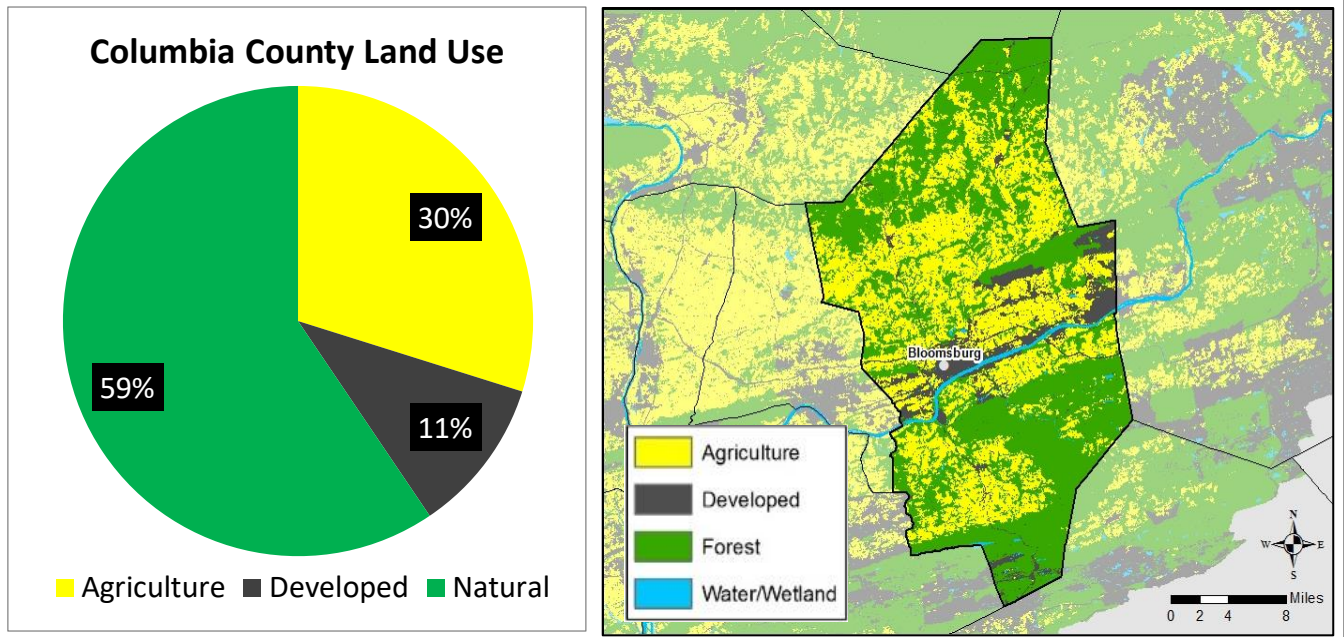 Columbia County Land Use
30%
59%
11%
Agriculture Developed Natural
Bloomsburg
Agriculture
Developed
Forest
Water/Wetland
N
W E
S
Miles
0 2 4 8